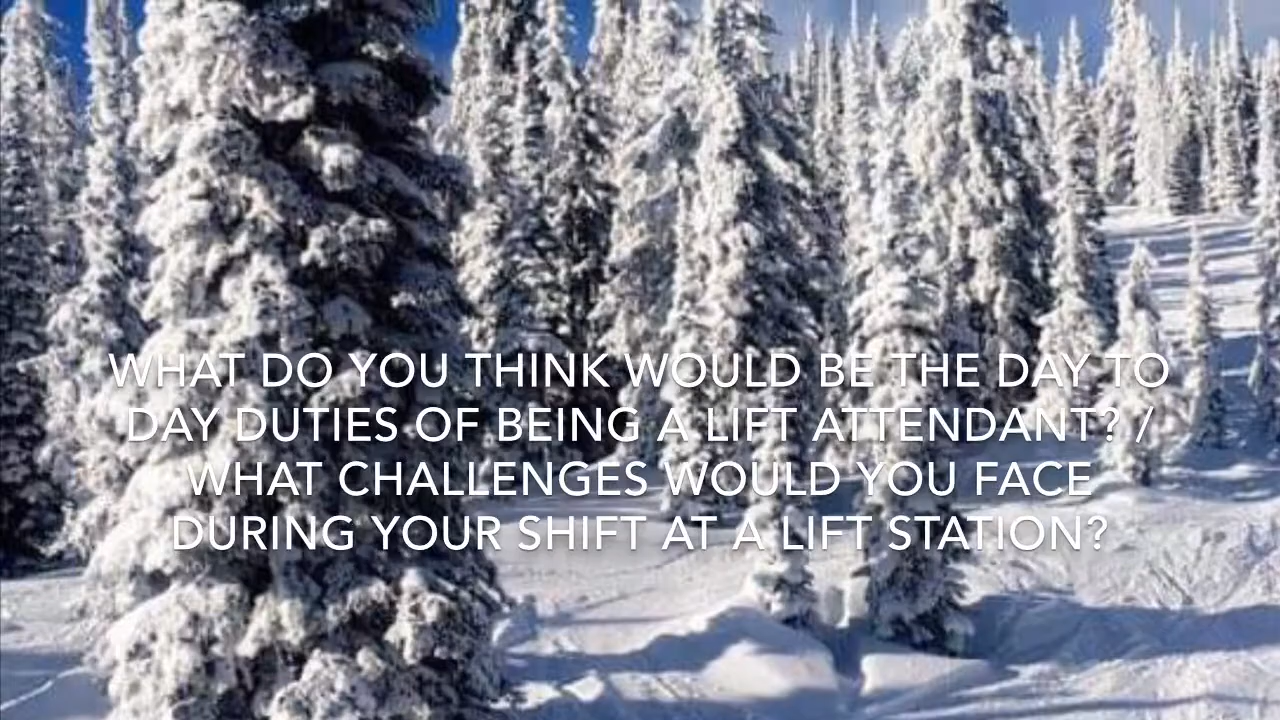 WHAT DO YOU THINK WOULD BE THE DAY TO
DAY DUTIES OF BEING A LIFT ATTENDANT? /
WHAT CHALLENGES WOULD YOU FACE
DURING YOUR SHIFT AT A LIFT STATION?